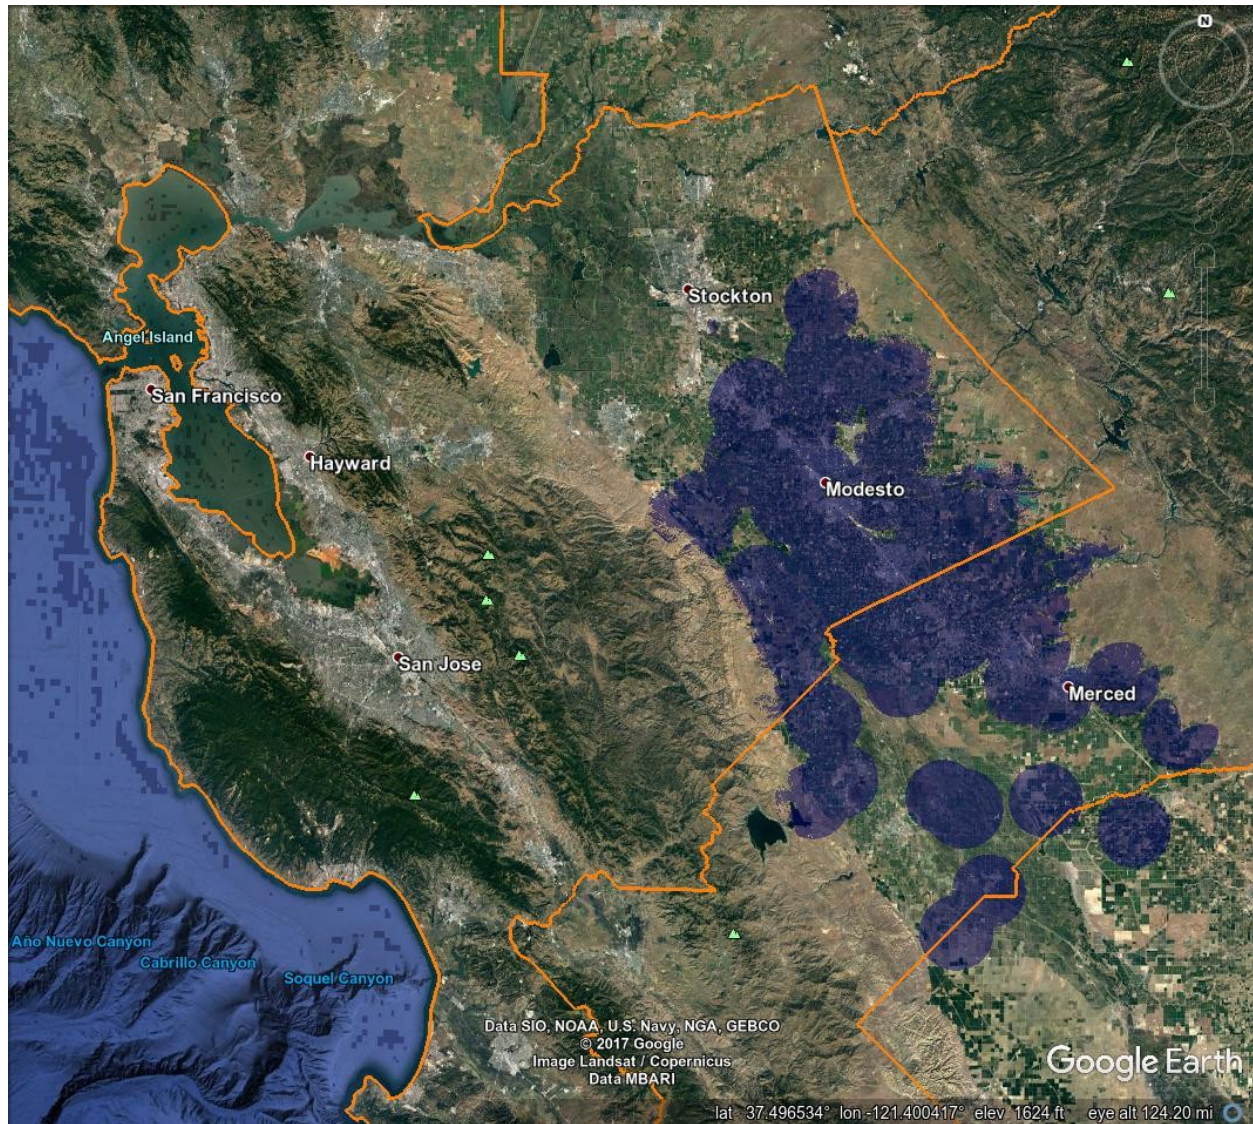 N
Stockton
Angel Island
San Francisco
Hayward
Modesto
San Jose
Merced
Año Nuevo Canyon
Cabrillo Canyon
Soquel Canyon
Data SIO, NOAA, U.S. Navy, NGA, GEBCO
© 2017 Google
Image Landsat / Copernicus
Data MBARI
Google Earth
lat 37.496534° lon -121.400417° elev 1624 ft eye alt 124.20 mi